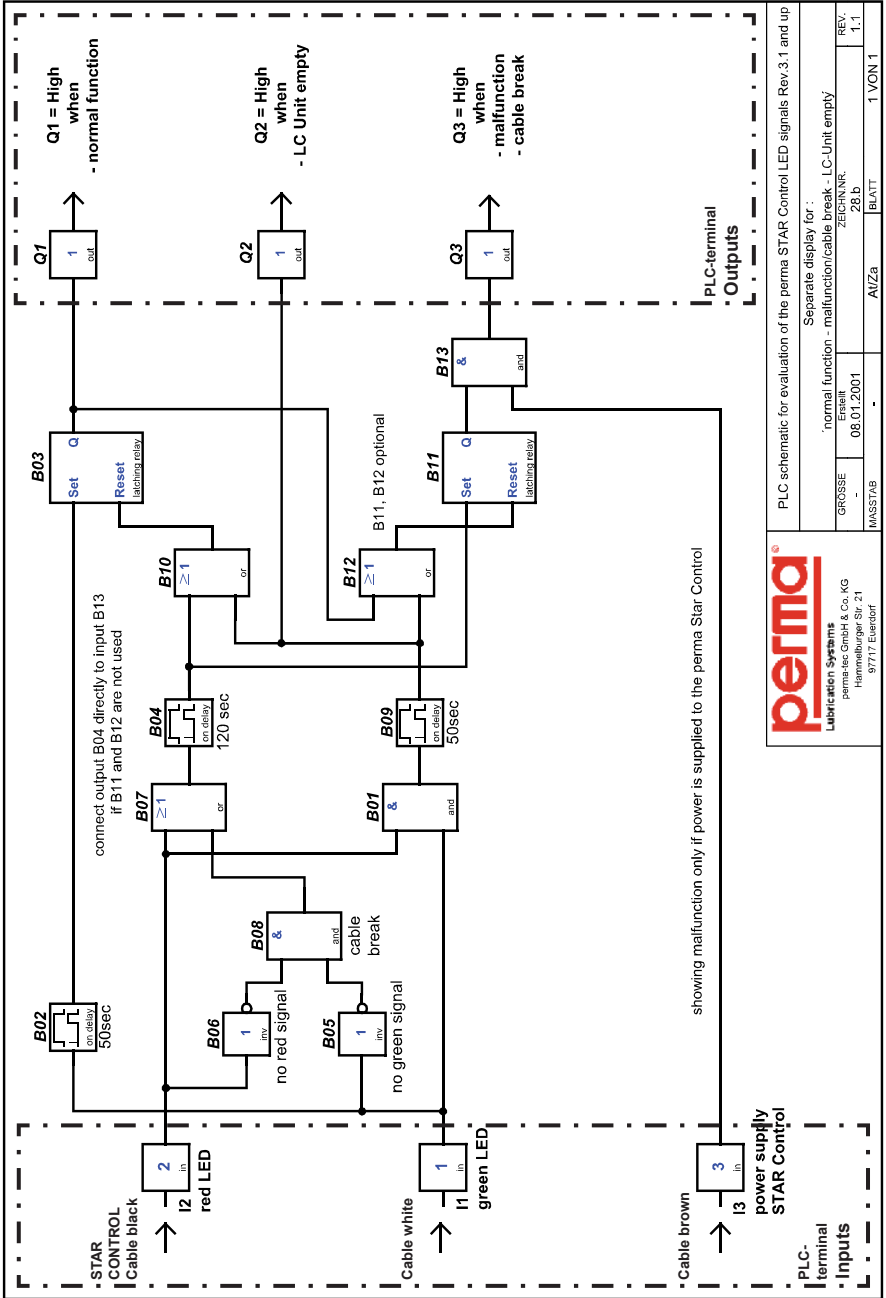 STAR
CONTROL
Cable black
I2
red LED
2
in
Cable white
I1
green LED
1
in
Cable brown
I3
power supply
STAR Control
3
in
PLC-
terminal
Inputs
B02
on delay
50sec
B06
1
inv
no red signal
B05
1
inv
no green signal
B08
&
and
cable
break
connect output B04 directly to input B13
if B11 and B12 are not used
B07
≥1
or
B01
&
and
B04
on delay
120 sec
B09
on delay
50sec
B10
≥1
or
B12
≥1
or
B11, B12 optional
B03
Set
Q
Reset
latching relay
B11
Set
Q
Reset
latching relay
B13
&
and
showing malfunction only if power is supplied to the perma Star Control
Q1
1
out
Q2
1
out
Q3
1
out
PLC-terminal
Outputs
Q1 = High
when
- normal function
Q2 = High
when
- LC Unit empty
Q3 = High
when
- malfunction
- cable break
perma®
Lubrication Systems
perma-tec GmbH & Co. KG
Hammelburger Str. 21
97717 Euerdorf
PLC schematic for evaluation of the perma STAR Control LED signals Rev.3.1 and up
Separate display for :
'normal function - malfunction/cable break - LC-Unit empty
GRÖSSE
-
Erstellt
08.01.2001
ZEICHN.NR.
28.b
REV.
1.1
MASSTAB
-
At/Za
BLATT
1 VON 1